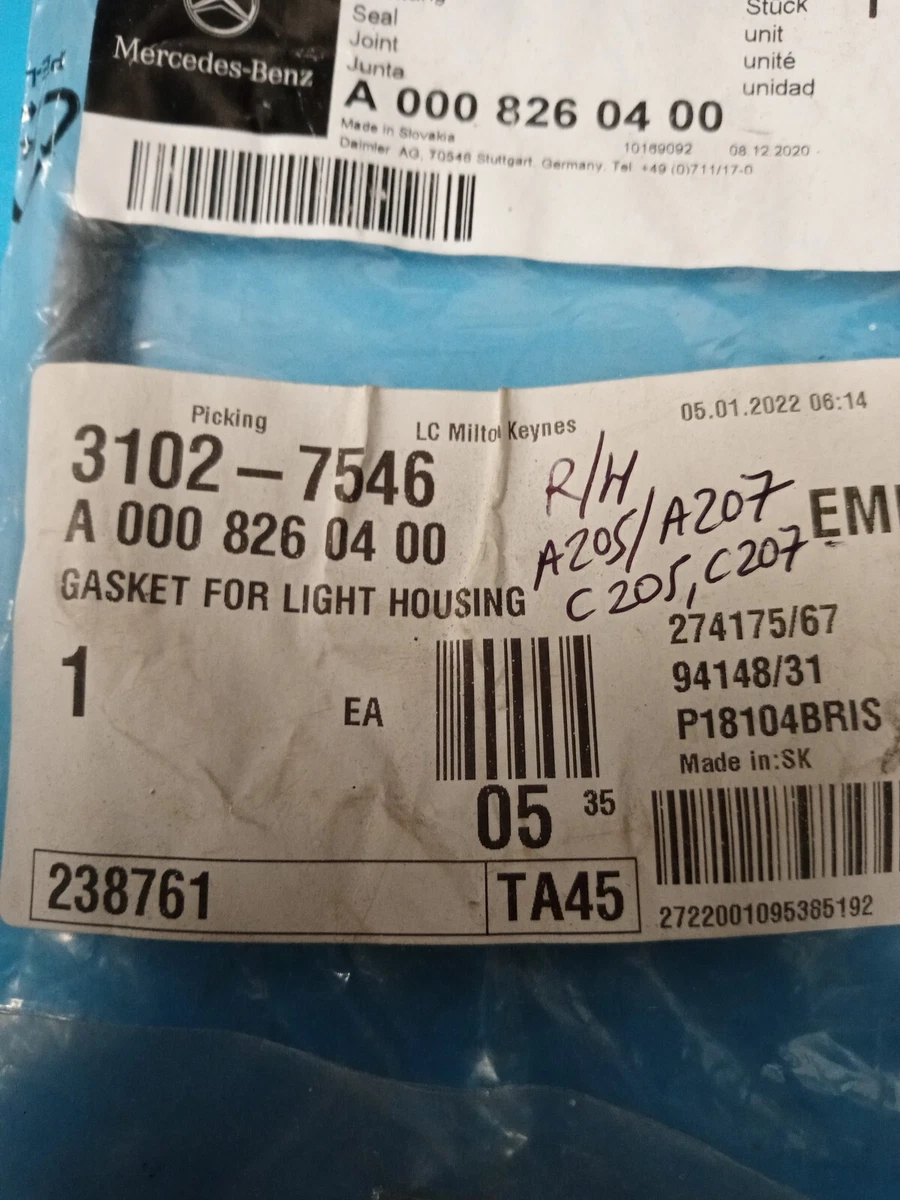 Seal
Joint
Junta
Mercedes-Benz
A 000 826 04 00
Stück
unit
unité
unidad
Made in Slovakia
10169092 08.12.2020
Daimler AG, 70546 Stuttgart, Germany, Tel. +49 (0)711/17-0
Picking
LC Milto Keynes
05.01.2022 06:14
3102–7546
A 000 826 04 00
GASKET FOR LIGHT HOUSING
R/H
A205/A207
C205, C207
274175/67
94148/31
P18104BRIS
Made in:SK
1
EA
05 35
238761
TA45
2722001095385192